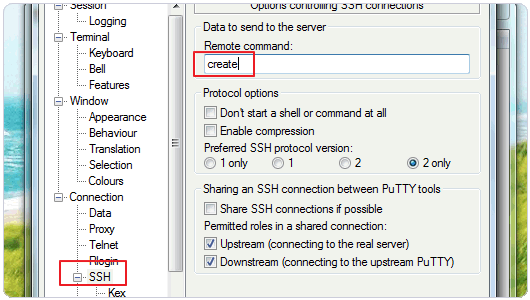 Session
Logging
Terminal
Keyboard
Bell
Features
Window
Appearance
Behaviour
Translation
Selection
Colours
Connection
Data
Proxy
Telnet
Rlogin
SSH
Kex
Options controlling SSH connections
Data to send to the server
Remote command:
create
Protocol options
Don't start a shell or command at all
Enable compression
Preferred SSH protocol version:
1 only 1 2 2 only
Sharing an SSH connection between PuTTY tools
Share SSH connections if possible
Permitted roles in a shared connection:
Upstream (connecting to the real server)
Downstream (connecting to the upstream PuTTY)